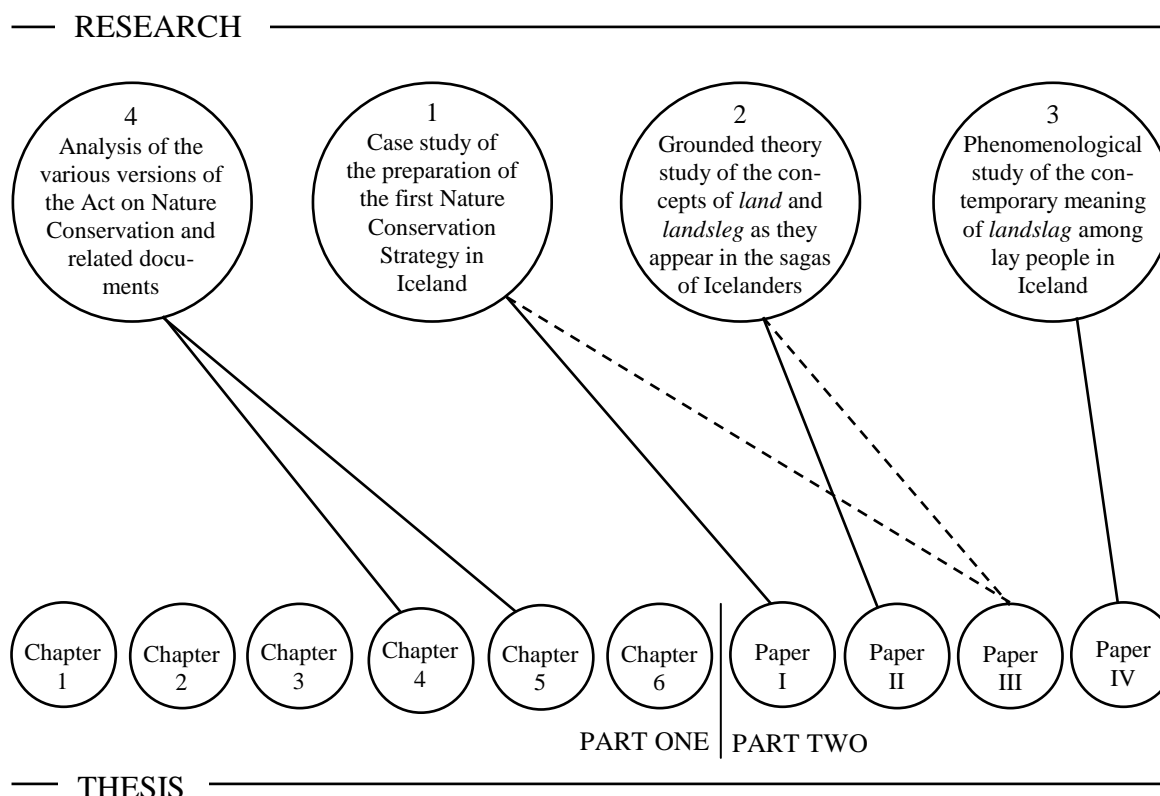 RESEARCH
4
Analysis of the
various versions of
the Act on Nature
Conservation and
related docu-
ments
1
Case study of
the preparation of
the first Nature
Conservation
Strategy in
Iceland
2
Grounded theory
study of the con-
cepts of land and
landsleg as they
appear in the sagas
of Icelanders
3
Phenomenological
study of the con-
temporary meaning
of landslag among
lay people in
Iceland
Chapter
1
Chapter
2
Chapter
3
Chapter
4
Chapter
5
Chapter
6
Paper
I
Paper
II
Paper
III
Paper
IV
PART ONE
PART TWO
THESIS